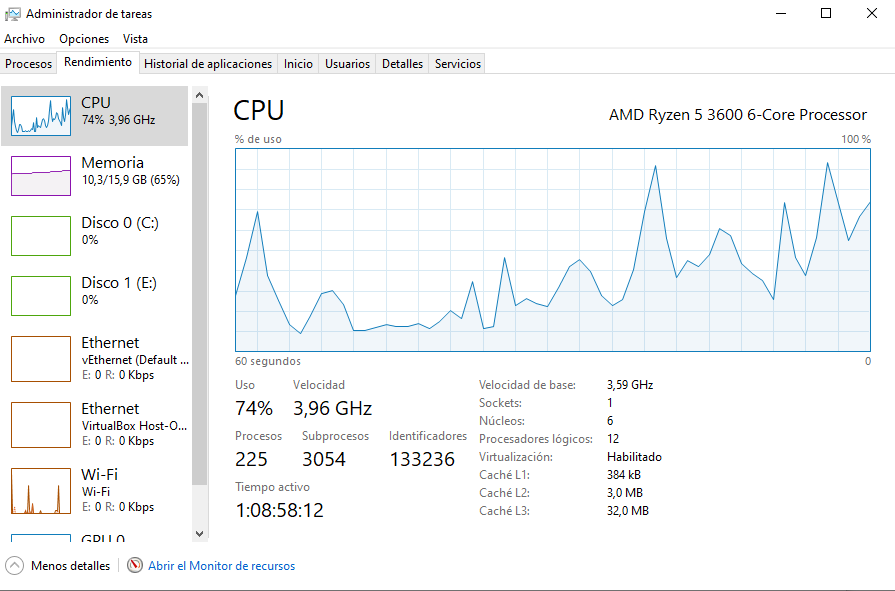 Administrador de tareas
Archivo Opciones Vista
Procesos Rendimiento Historial de aplicaciones Inicio Usuarios Detalles Servicios
CPU
74% 3,96 GHz
Memoria
10,3/15,9 GB (65%)
Disco 0 (C:)
0%
Disco 1 (E:)
0%
Ethernet
vEthernet (Default ...
E: 0 R: 0 Kbps
Ethernet
VirtualBox Host-O...
E: 0 R: 0 Kbps
Wi-Fi
Wi-Fi
E: 0 R: 0 Kbps
GPU 0
CPU AMD Ryzen 5 3600 6-Core Processor
% de uso 100 %
60 segundos 0
Uso Velocidad
74% 3,96 GHz
Procesos Subprocesos Identificadores
225 3054 133236
Tiempo activo
1:08:58:12
Velocidad de base: 3,59 GHz
Sockets: 1
Núcleos: 6
Procesadores lógicos: 12
Virtualización: Habilitado
Caché L1: 384 kB
Caché L2: 3,0 MB
Caché L3: 32,0 MB
Menos detalles Abrir el Monitor de recursos